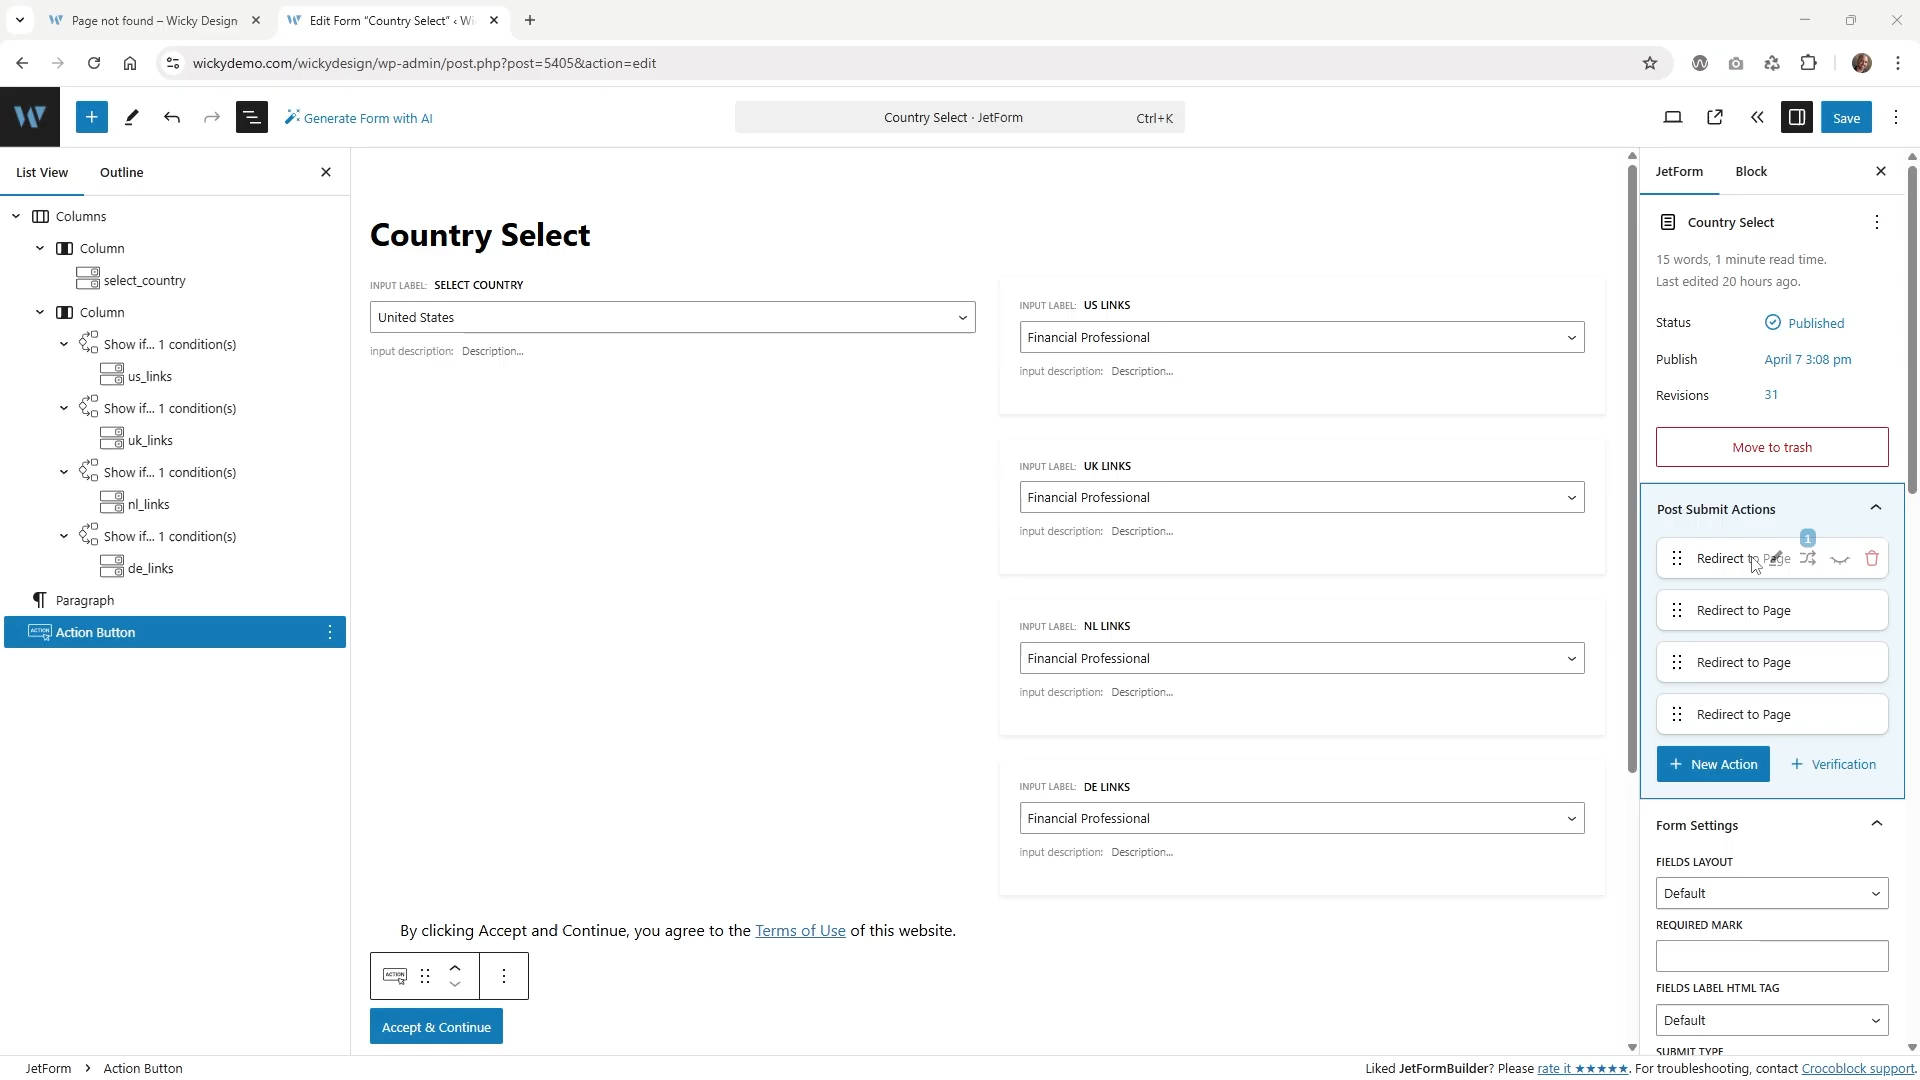 Page not found – Wicky Design
Edit Form "Country Select" ‹ Wi
wickydemo.com/wickydesign/wp-admin/post.php?post=5405&action=edit
W
Generate Form with AI
Country Select · JetForm
Ctrl+K
Save
List View
Outline
Columns
Column
select_country
Column
Show if... 1 condition(s)
us_links
Show if... 1 condition(s)
uk_links
Show if... 1 condition(s)
nl_links
Show if... 1 condition(s)
de_links
Paragraph
ACTION
Action Button
Country Select
INPUT LABEL: SELECT COUNTRY
United States
input description: Description...
INPUT LABEL: US LINKS
Financial Professional
input description: Description...
INPUT LABEL: UK LINKS
Financial Professional
input description: Description...
INPUT LABEL: NL LINKS
Financial Professional
input description: Description...
INPUT LABEL: DE LINKS
Financial Professional
input description: Description...
By clicking Accept and Continue, you agree to the Terms of Use of this website.
ACTION
Accept & Continue
JetForm
Block
Country Select
15 words, 1 minute read time.
Last edited 20 hours ago.
Status
Published
Publish
April 7 3:08 pm
Revisions
31
Move to trash
Post Submit Actions
1
Redirect to Page
Redirect to Page
Redirect to Page
Redirect to Page
New Action
Verification
Form Settings
FIELDS LAYOUT
Default
REQUIRED MARK
FIELDS LABEL HTML TAG
Default
SUBMIT TYPE
JetForm
Action Button
Liked JetFormBuilder? Please rate it ★★★★★. For troubleshooting, contact Crocoblock support.